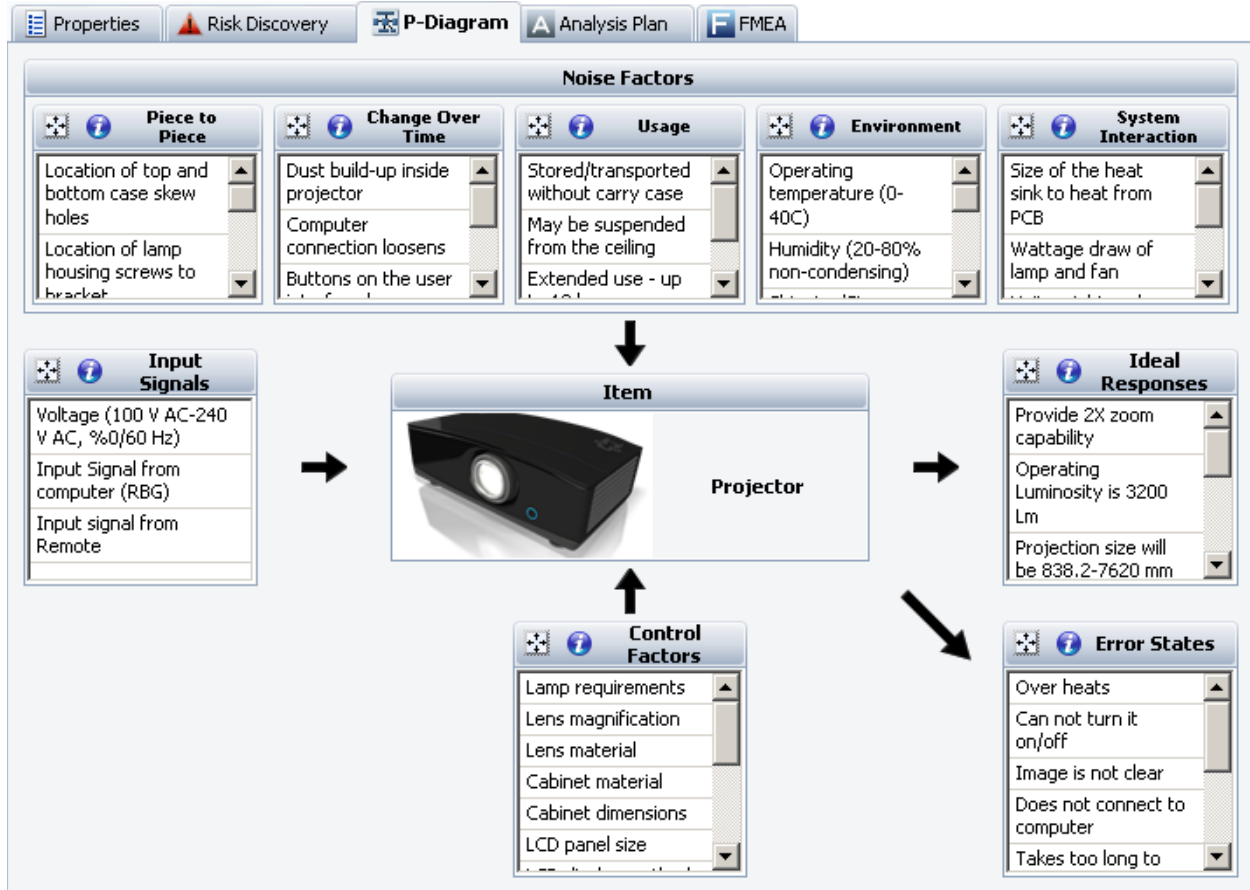 Properties
Risk Discovery
P-Diagram
Analysis Plan
FMEA
Noise Factors
Piece to
Piece
Location of top and
bottom case skew
holes
Location of lamp
housing screws to
bracket
Change Over
Time
Dust build-up inside
projector
Computer
connection loosens
Buttons on the user
Usage
Stored/transported
without carry case
May be suspended
from the ceiling
Extended use - up
Environment
Operating
temperature (0-
40C)
Humidity (20-80%
non-condensing)
System
Interaction
Size of the heat
sink to heat from
PCB
Wattage draw of
lamp and fan
Input
Signals
Voltage (100 V AC-240
V AC, %0/60 Hz)
Input Signal from
computer (RBG)
Input signal from
Remote
Item
Projector
Ideal
Responses
Provide 2X zoom
capability
Operating
Luminosity is 3200
Lm
Projection size will
be 838.2-7620 mm
Control
Factors
Lamp requirements
Lens magnification
Lens material
Cabinet material
Cabinet dimensions
LCD panel size
Error States
Over heats
Can not turn it
on/off
Image is not clear
Does not connect to
computer
Takes too long to